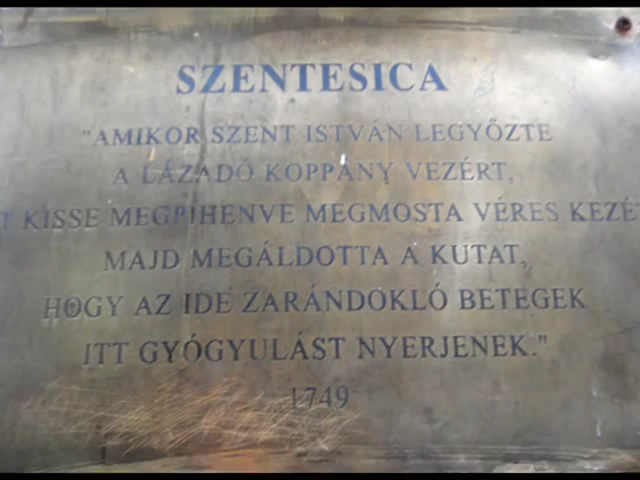 SZENTESICA
"AMIKOR SZENT ISTVÁN LEGYŐZTE
A LÁZADÓ KOPPÁNY VEZÉRT,
T KISSE MEGPIHENVE MEGMOSTA VÉRES KEZÉT
MAJD MEGÁLDOTTA A KUTAT,
HOGY AZ IDE ZARÁNDOKLÓ BETEGEK
ITT GYÓGYULÁST NYERJENEK."
1749